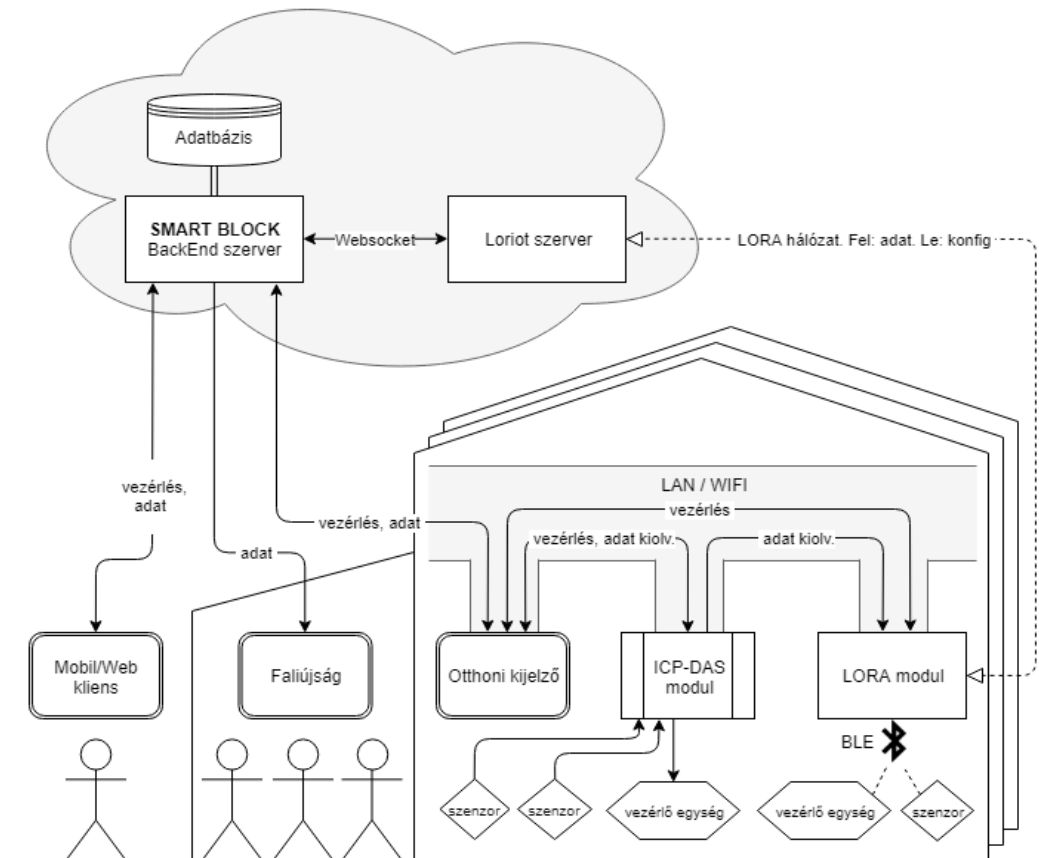 Adatbázis
SMART BLOCK
BackEnd szerver
Websocket
Loriot szerver
LORA hálózat. Fel: adat. Le: konfig
LAN / WIFI
vezérlés,
adat
vezérlés
vezérlés, adat
vezérlés, adat kiolv.
adat kiolv.
adat
Mobil/Web
kliens
Faliújság
Otthoni kijelző
ICP-DAS
modul
LORA modul
BLE
szenzor
szenzor
vezérlő egység
vezérlő egység
szenzor